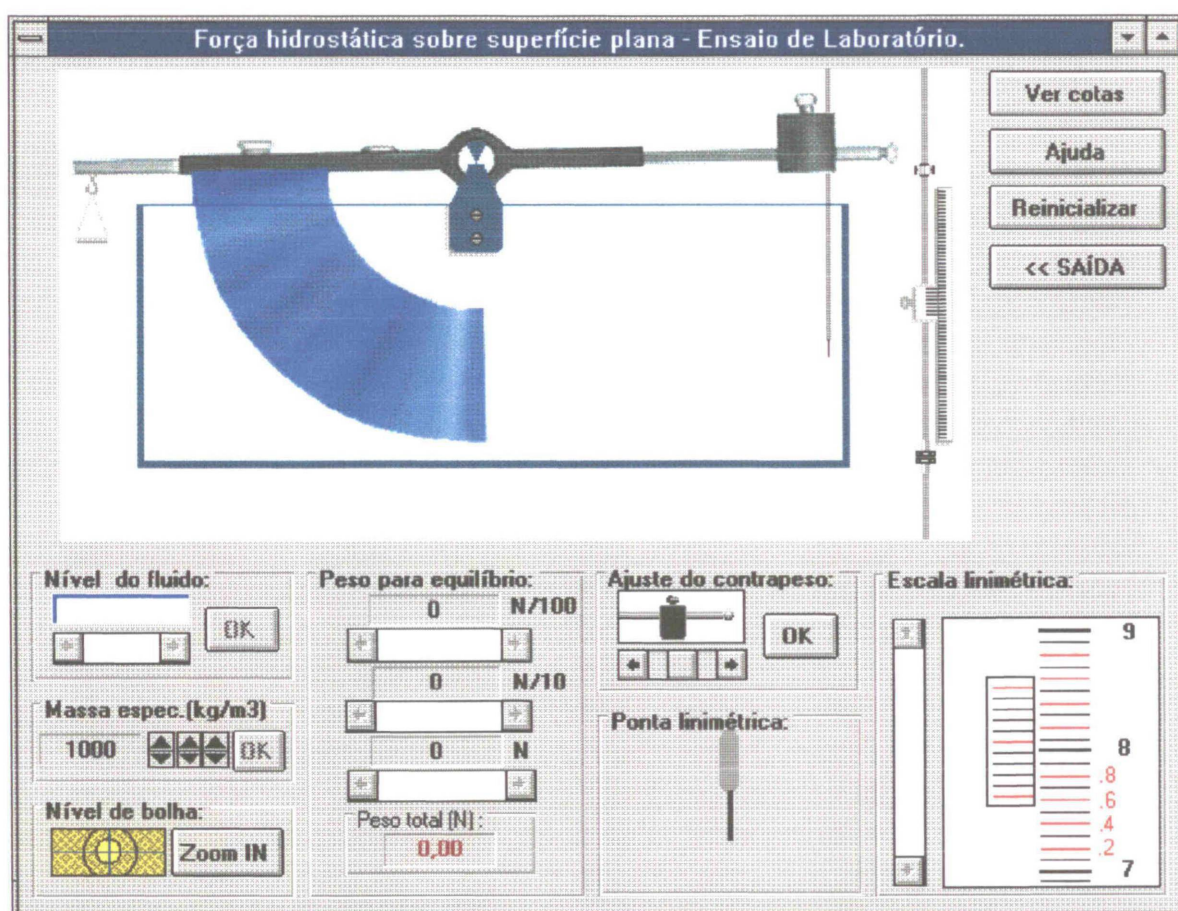 Força hidrostática sobre superfície plana - Ensaio de Laboratório.
Ver cotas
Ajuda
Reinicializar
<< SAÍDA
Nível do fluido:
OK
Massa espec.(kg/m3)
1000
OK
Nível de bolha:
Zoom IN
Peso para equilíbrio:
0 N/100
0 N/10
0 N
Peso total (N) :
0,00
Ajuste do contrapeso:
OK
Ponta linimétrica:
Escala linimétrica:
9
8
.8
.6
.4
.2
7